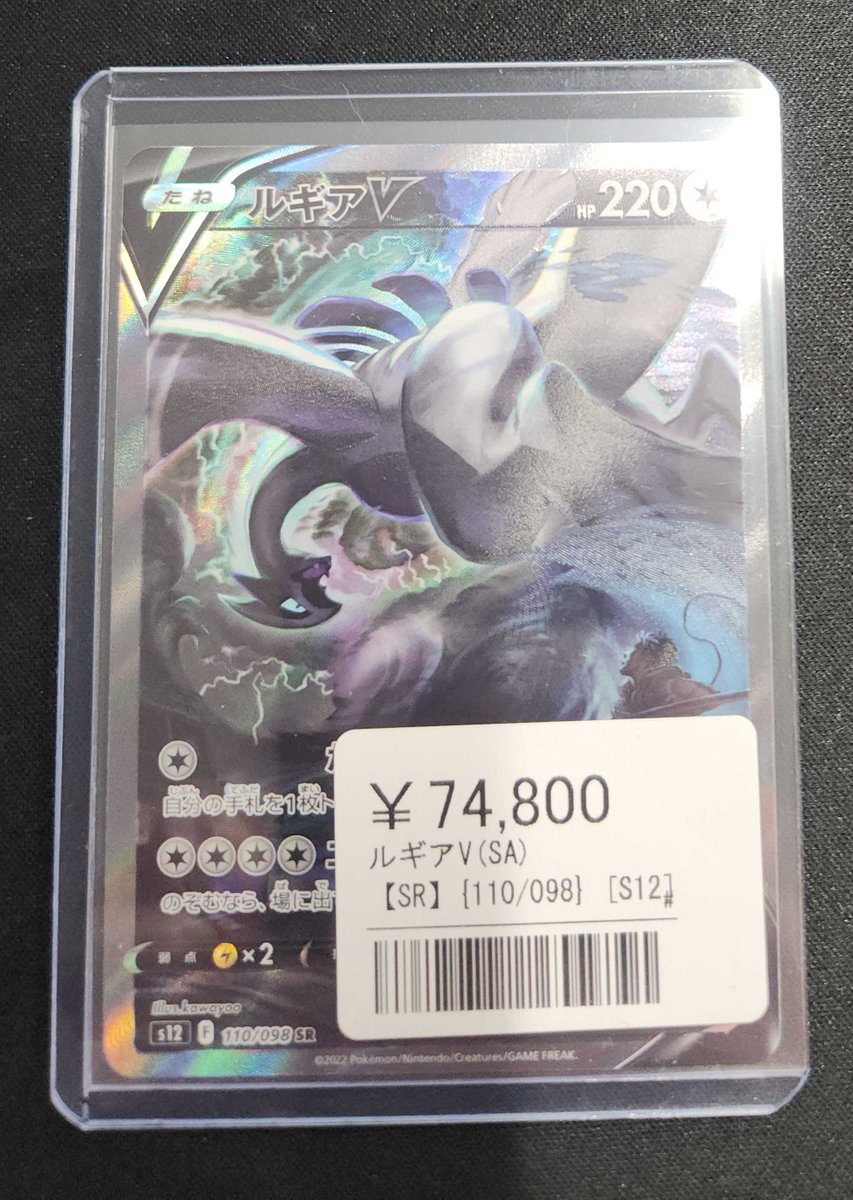 たね ルギアV HP 220
自分の手札を1枚ト
のぞむなら、場に出
弱点 ×2
¥ 74,800
ルギアV(SA)
【SR】{110/098} [S12]
#
Illus.kawayoo
s12 F 110/098 SR
©2022 Pokémon/Nintendo/Creatures/GAME FREAK.